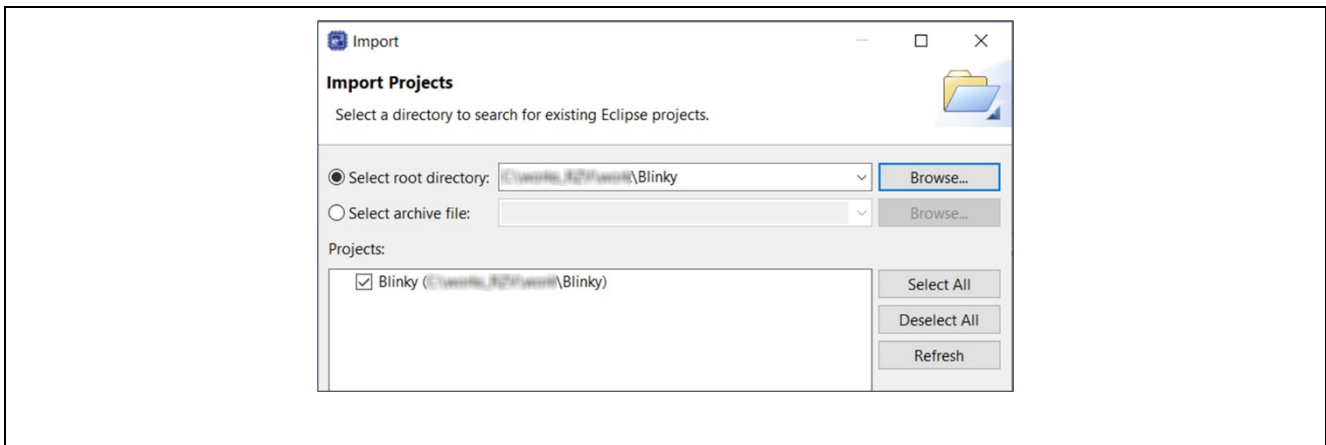 Import
Import Projects
Select a directory to search for existing Eclipse projects.
Select root directory: \Blinky Browse...
Select archive file: Browse...
Projects:
Blinky ( \Blinky)
Select All
Deselect All
Refresh